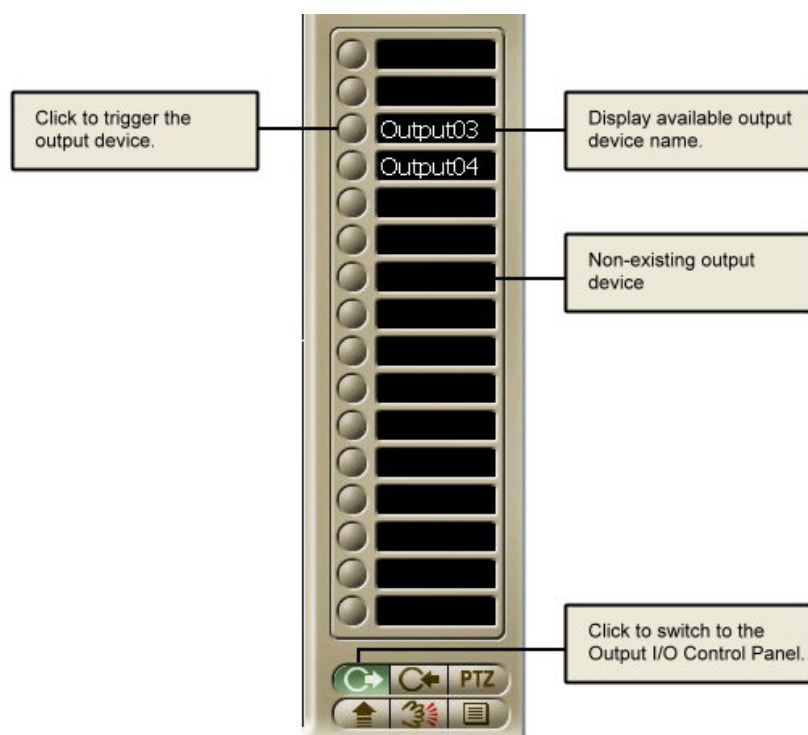 Click to trigger the
output device.
Output03
Display available output
device name.
Output04
Non-existing output
device
Click to switch to the
Output I/O Control Panel.
PTZ